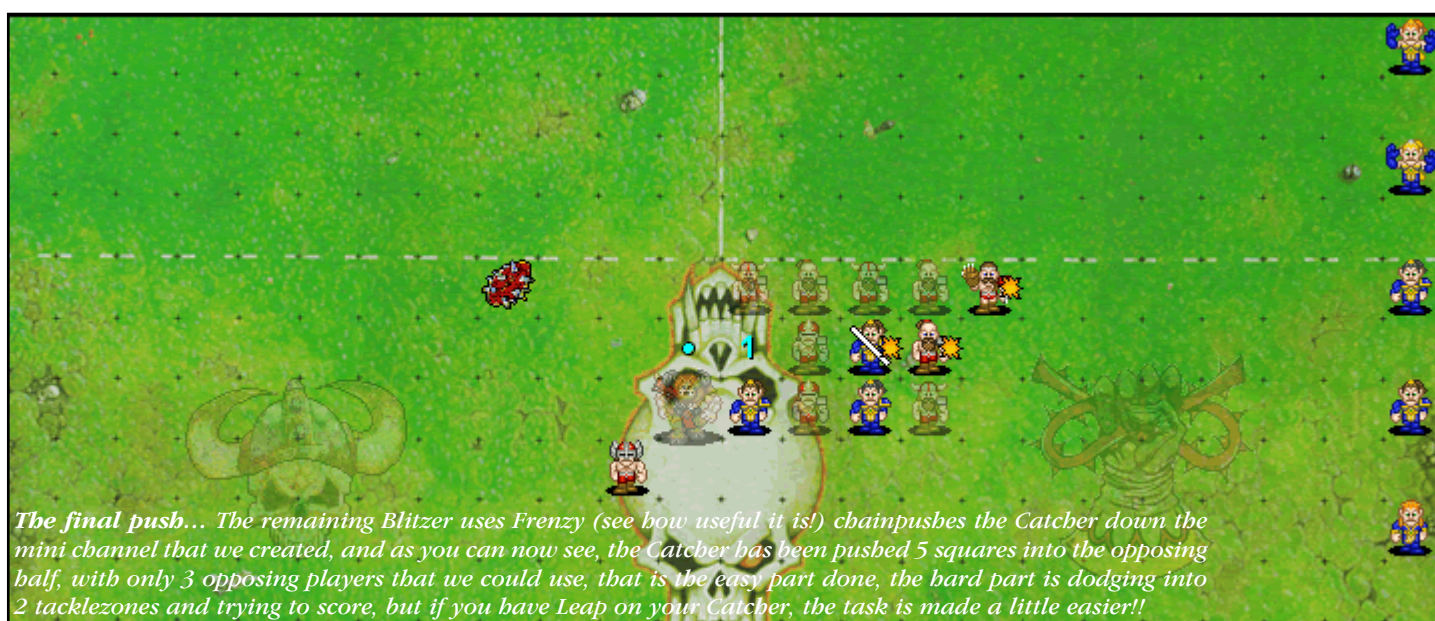 1
The final push... The remaining Blitzer uses Frenzy (see how useful it is!) chainpushes the Catcher down the
mini channel that we created, and as you can now see, the Catcher has been pushed 5 squares into the opposing
half, with only 3 opposing players that we could use, that is the easy part done, the hard part is dodging into
2 tacklezones and trying to score, but if you have Leap on your Catcher, the task is made a little easier!!